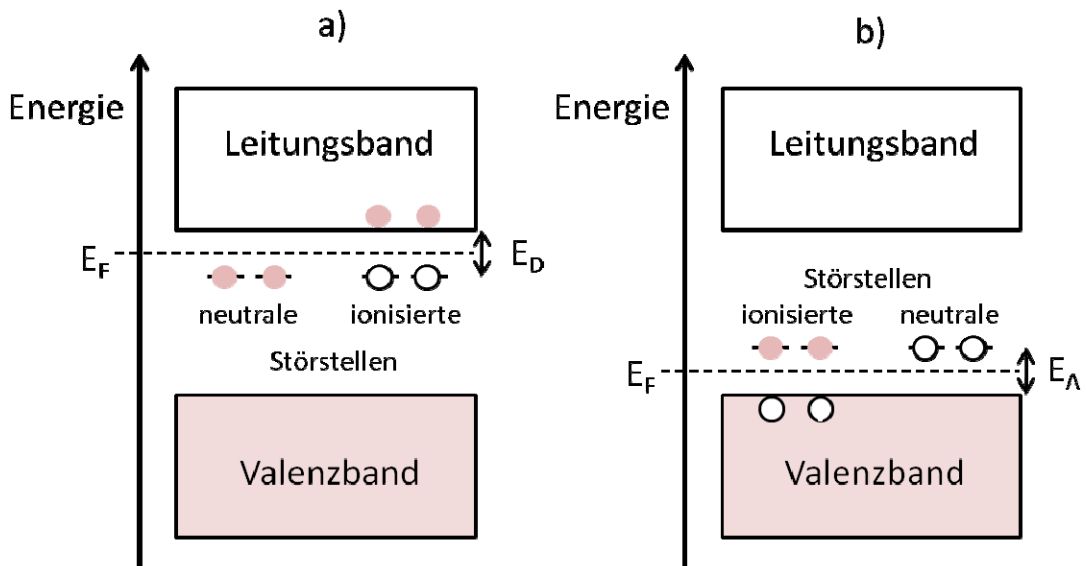 a)
Energie
Leitungsband
E_F
E_D
neutrale ionisierte
Störstellen
Valenzband
b)
Energie
Leitungsband
Störstellen
ionisierte neutrale
E_F
E_A
Valenzband